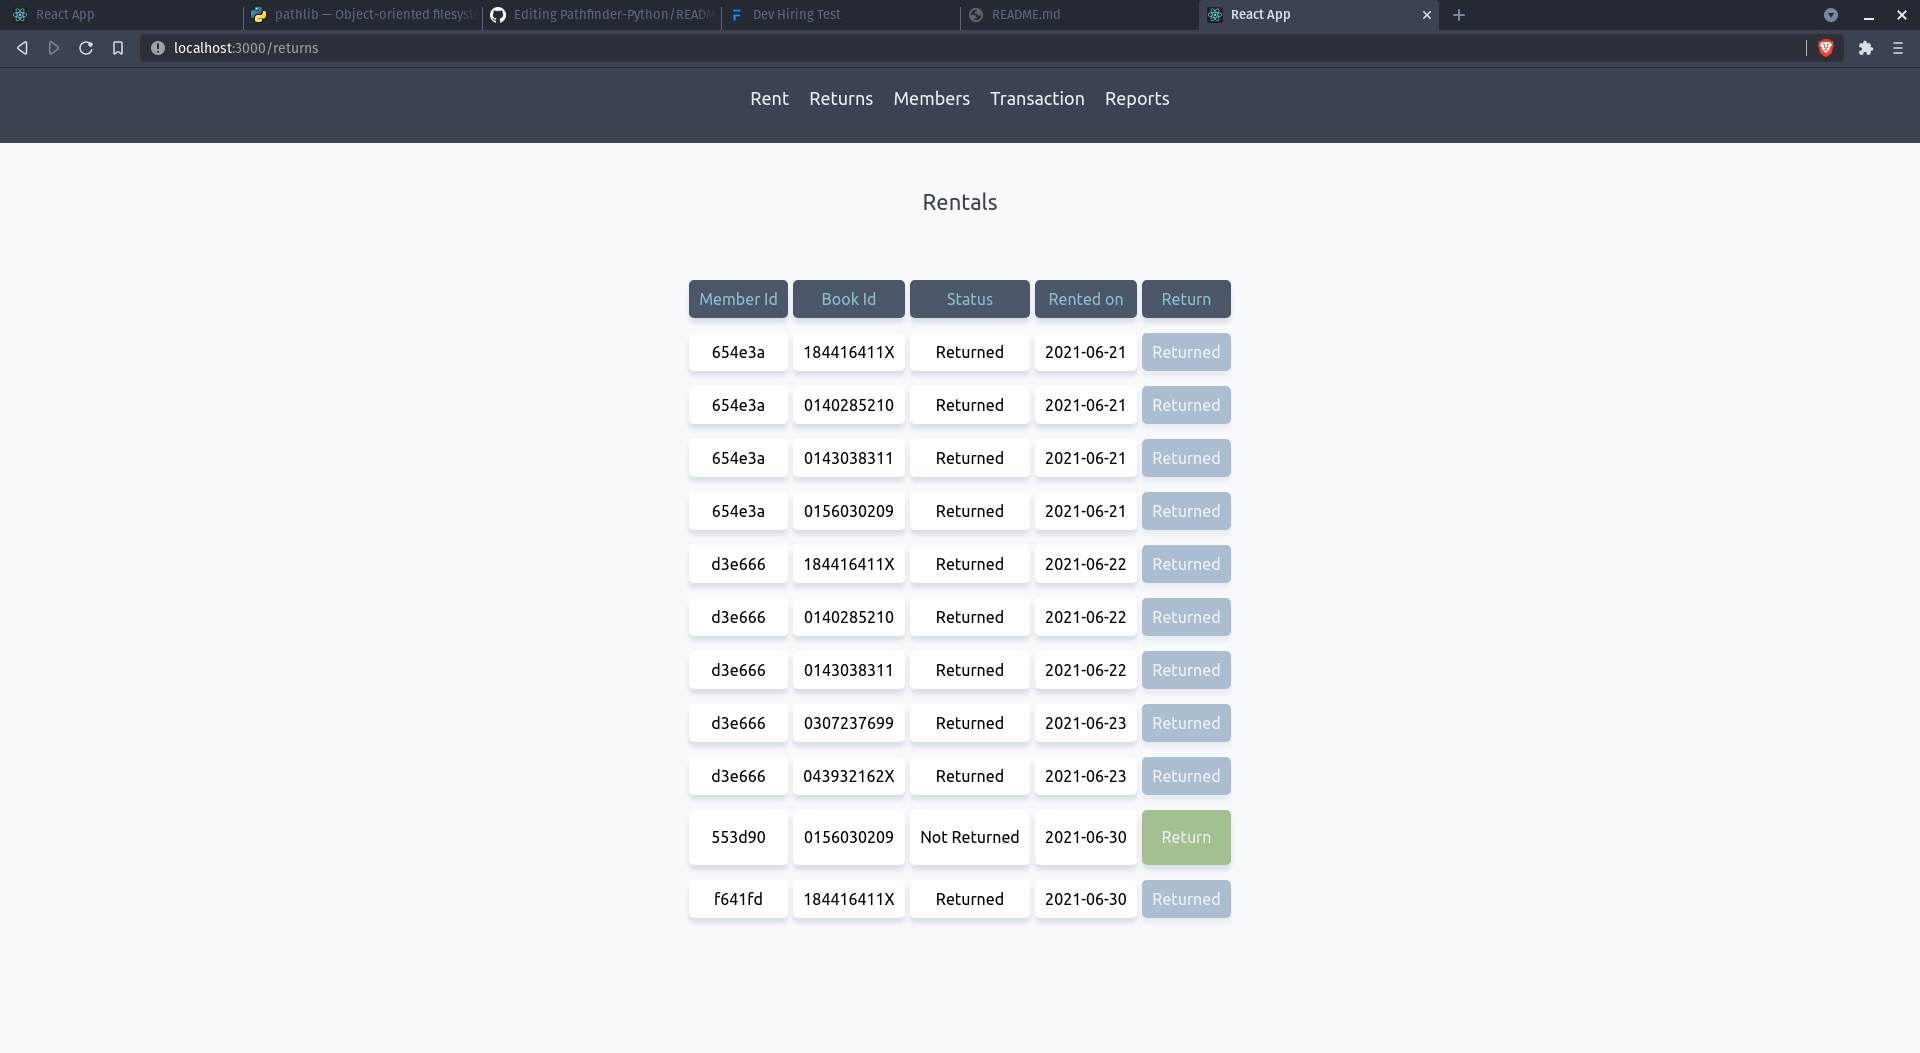 React App
pathlib — Object-oriented filesyst
Editing Pathfinder-Python/READM
Dev Hiring Test
README.md
React App
localhost:3000/returns
Rent Returns Members Transaction Reports
Rentals
Member Id Book Id Status Rented on Return
654e3a 184416411X Returned 2021-06-21 Returned
654e3a 0140285210 Returned 2021-06-21 Returned
654e3a 0143038311 Returned 2021-06-21 Returned
654e3a 0156030209 Returned 2021-06-21 Returned
d3e666 184416411X Returned 2021-06-22 Returned
d3e666 0140285210 Returned 2021-06-22 Returned
d3e666 0143038311 Returned 2021-06-22 Returned
d3e666 0307237699 Returned 2021-06-23 Returned
d3e666 043932162X Returned 2021-06-23 Returned
553d90 0156030209 Not Returned 2021-06-30 Return
f641fd 184416411X Returned 2021-06-30 Returned